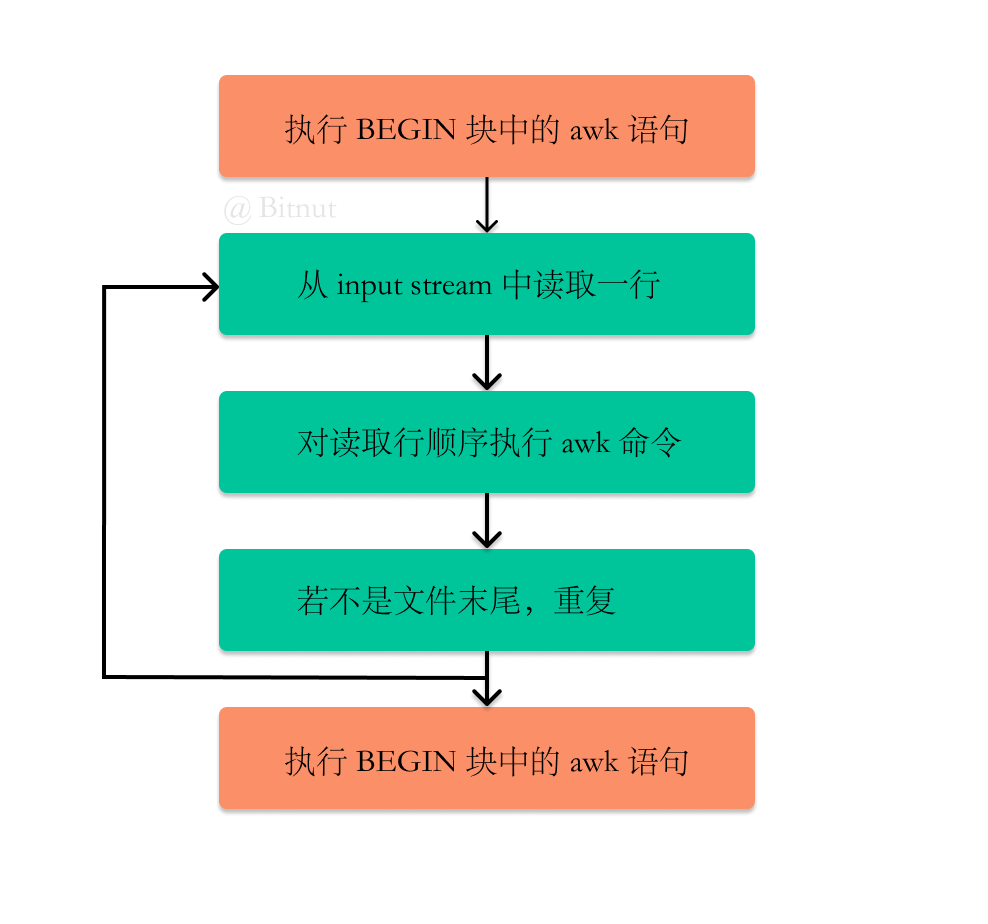 执行 BEGIN 块中的 awk 语句
@ Bitnut
从 input stream 中读取一行
对读取行顺序执行 awk 命令
若不是文件末尾，重复
执行 BEGIN 块中的 awk 语句